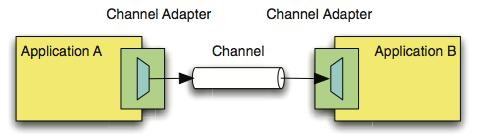 Channel Adapter
Channel Adapter
Application A
Channel
Application B